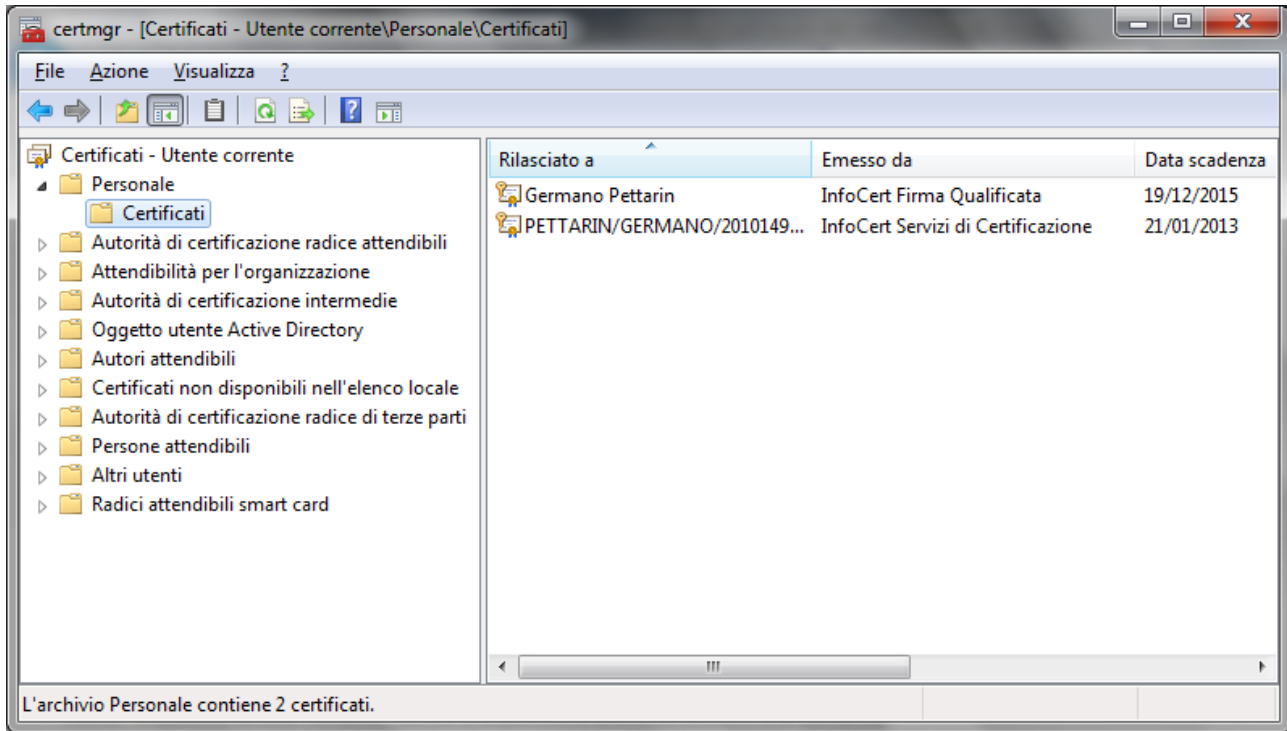 certmgr - [Certificati - Utente corrente\Personale\Certificati]
File Azione Visualizza ?
Certificati - Utente corrente
Personale
Certificati
Autorità di certificazione radice attendibili
Attendibilità per l'organizzazione
Autorità di certificazione intermedie
Oggetto utente Active Directory
Autori attendibili
Certificati non disponibili nell'elenco locale
Autorità di certificazione radice di terze parti
Persone attendibili
Altri utenti
Radici attendibili smart card
Rilasciato a Emesso da Data scadenza
Germano Pettarin InfoCert Firma Qualificata 19/12/2015
PETTARIN/GERMANO/2010149... InfoCert Servizi di Certificazione 21/01/2013
L'archivio Personale contiene 2 certificati.